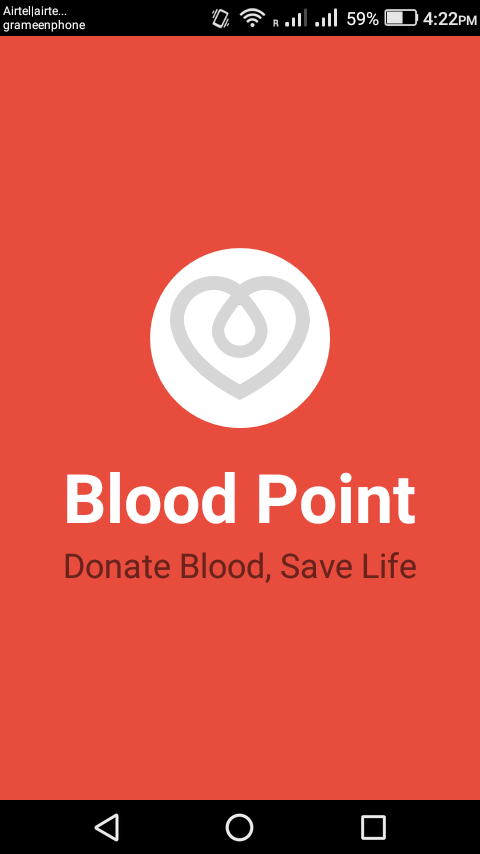 Airtel|airte...
grameenphone
R
59%
4:22PM
Blood Point
Donate Blood, Save Life